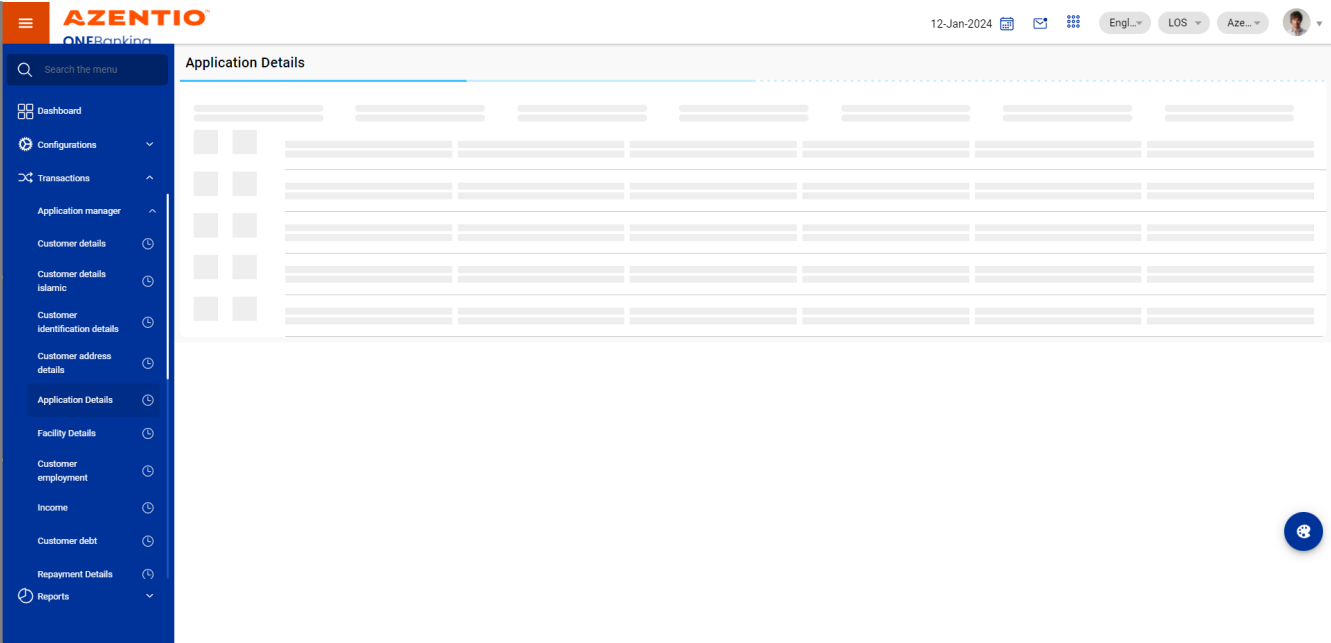 AZENTIO™
ONEBanking
12-Jan-2024
Engl...
LOS
Aze...
Search the menu
Application Details
Dashboard
Configurations
Transactions
Application manager
Customer details
Customer details
islamic
Customer
identification details
Customer address
details
Application Details
Facility Details
Customer
employment
Income
Customer debt
Repayment Details
Reports